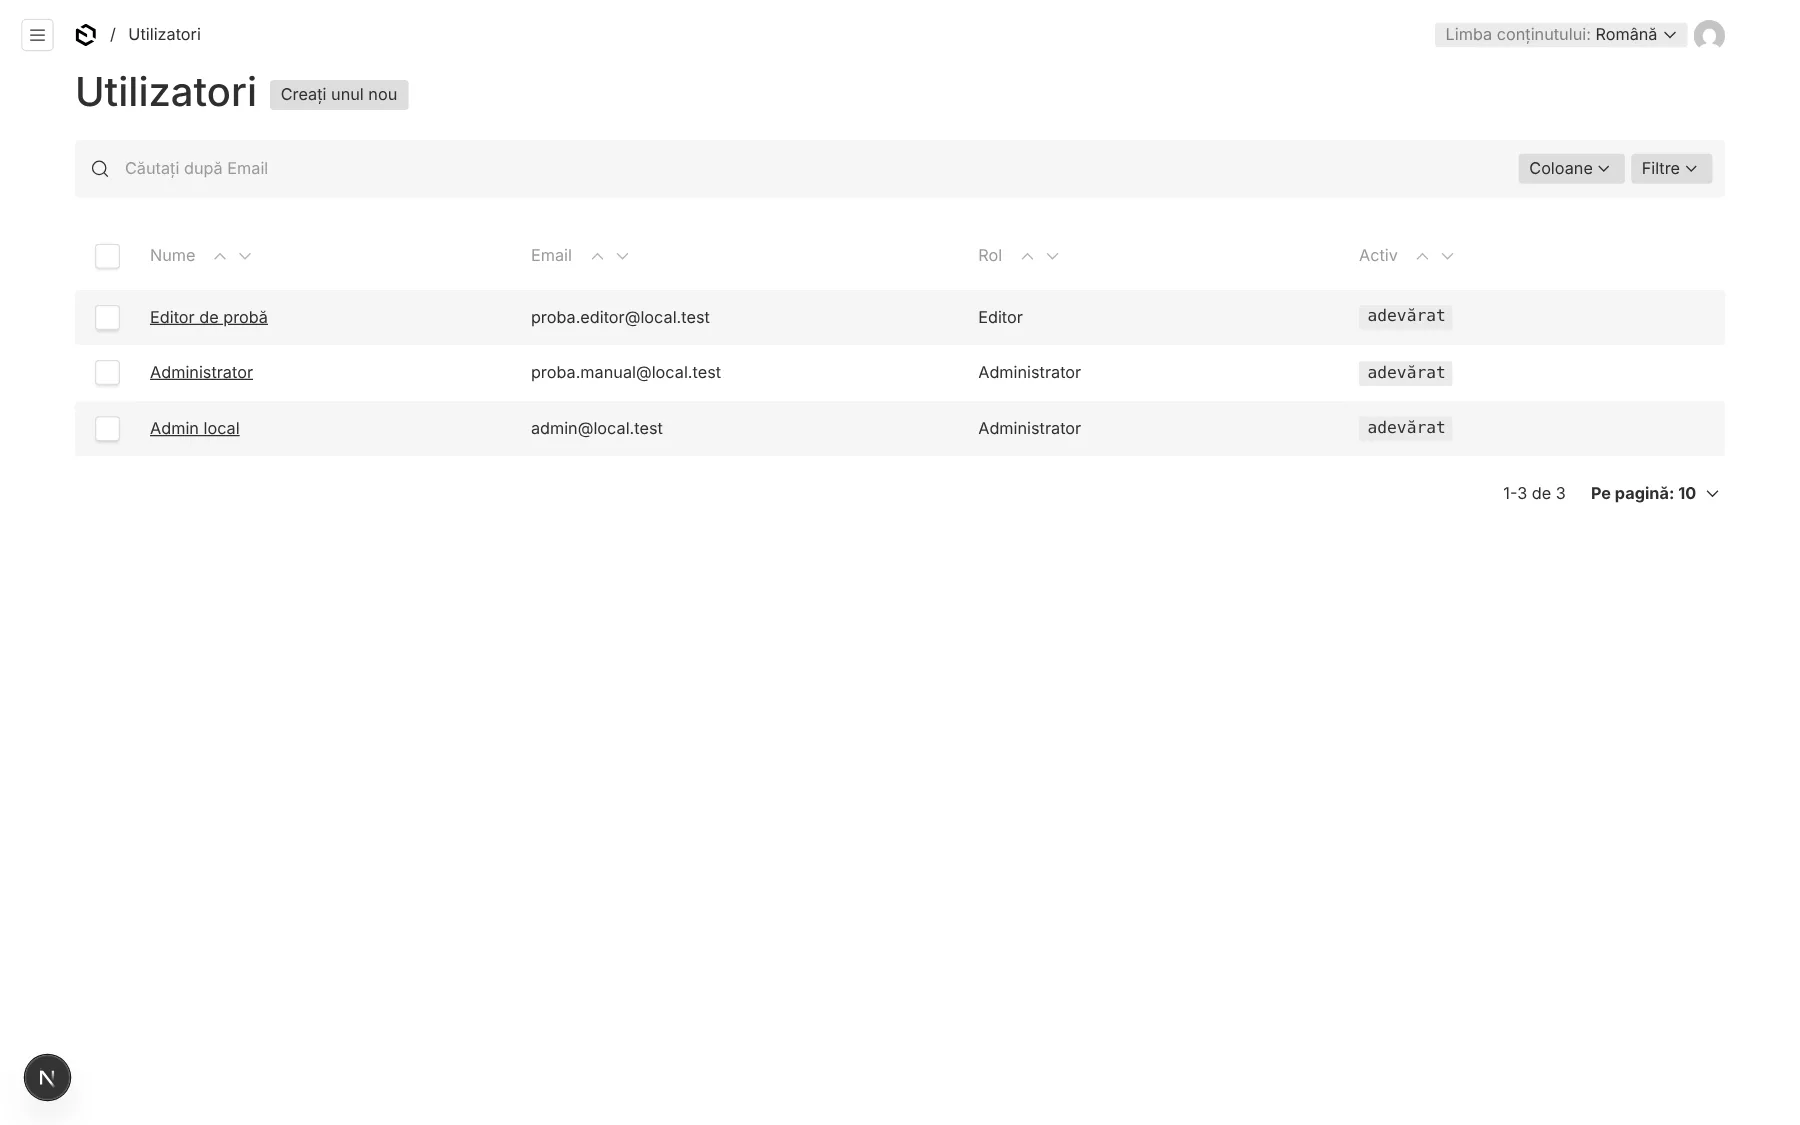 / Utilizatori
Limba conținutului: Română
Utilizatori Creați unul nou
Căutați după Email
Coloane Filtre
Nume Email Rol Activ
Editor de probă proba.editor@local.test Editor adevărat
Administrator proba.manual@local.test Administrator adevărat
Admin local admin@local.test Administrator adevărat
1-3 de 3 Pe pagină: 10
N